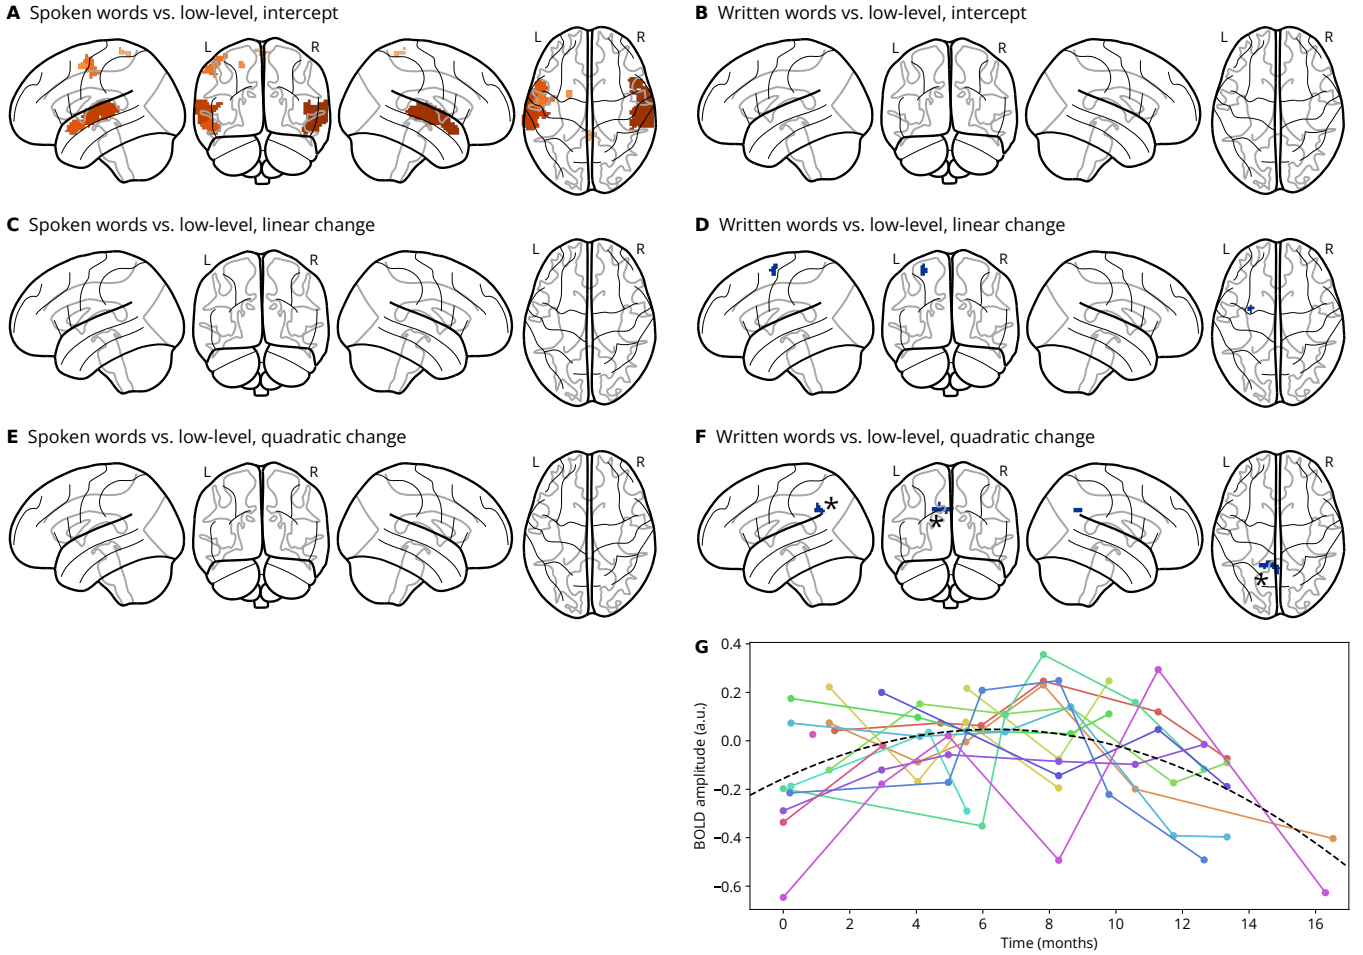 A Spoken words vs. low-level, intercept
L R R
B Written words vs. low-level, intercept
L R L R
C Spoken words vs. low-level, linear change
L R L R
D Written words vs. low-level, linear change
L R L R
E Spoken words vs. low-level, quadratic change
L R L R
F Written words vs. low-level, quadratic change
L R L R
* * *
G
0.4
0.2
0.0
−0.2
−0.4
−0.6
BOLD amplitude (a.u.)
0 2 4 6 8 10 12 14 16
Time (months)